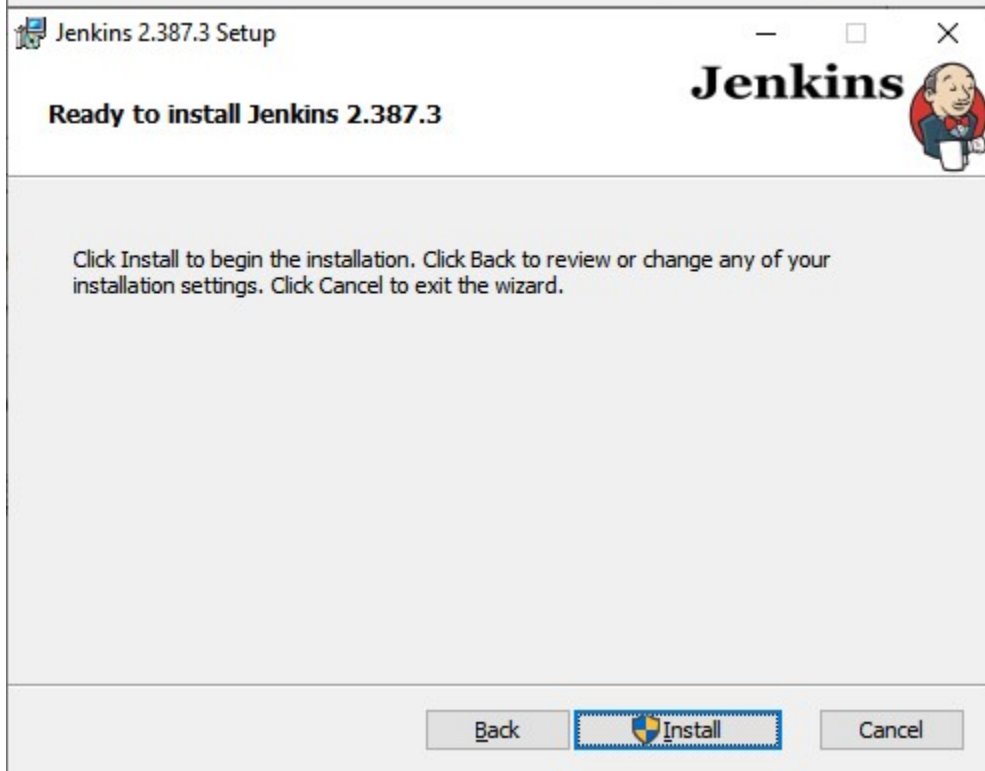 Jenkins 2.387.3 Setup
Jenkins
Ready to install Jenkins 2.387.3
Click Install to begin the installation. Click Back to review or change any of your
installation settings. Click Cancel to exit the wizard.
Back
Install
Cancel